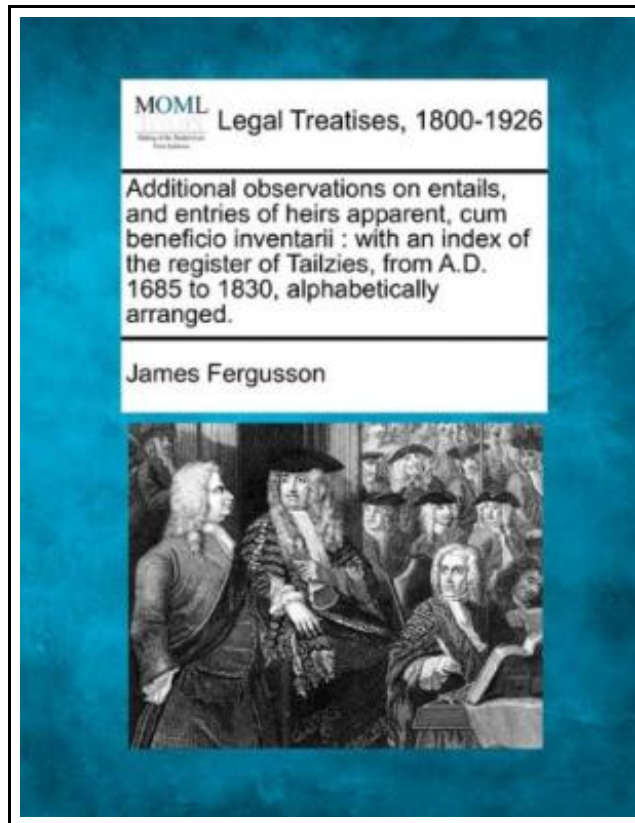 MOML
Legal Treatises, 1800-1926
Additional observations on entails,
and entries of heirs apparent, cum
beneficio inventarii : with an index of
the register of Tailzies, from A.D.
1685 to 1830, alphabetically
arranged.
James Fergusson